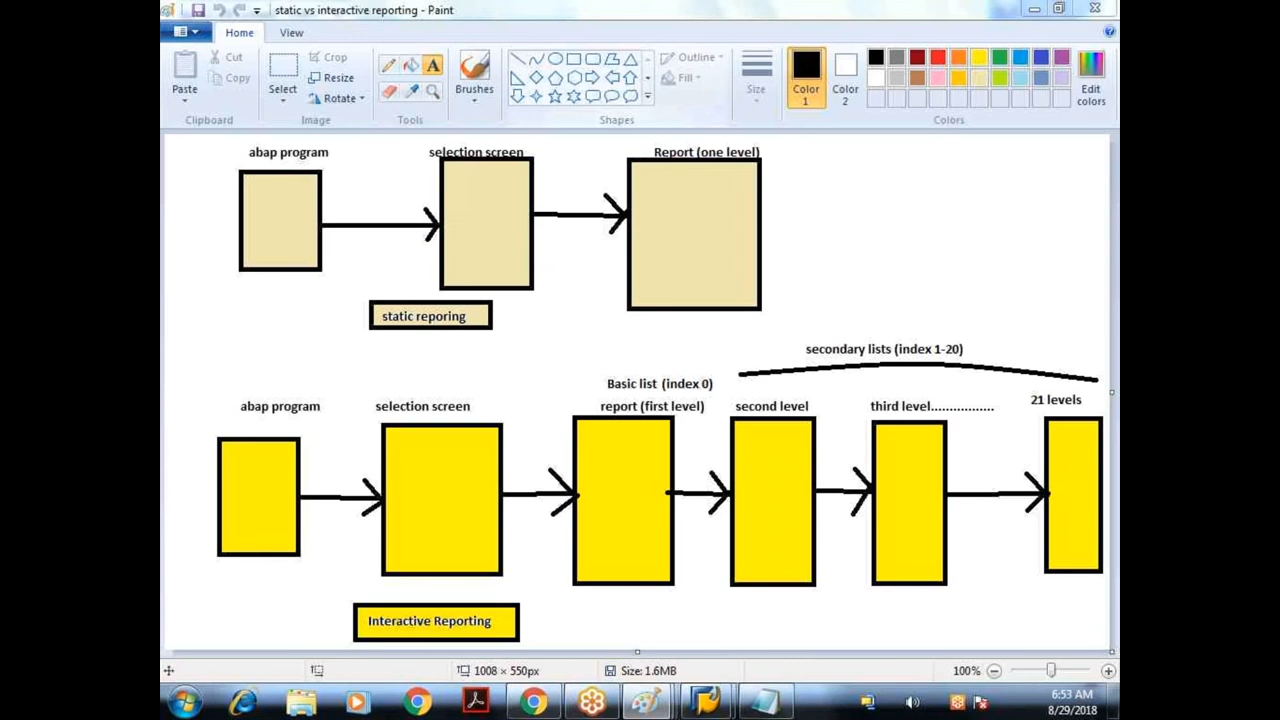 static vs interactive reporting - Paint
Home View
Paste
Cut
Copy
Clipboard
Select
Crop
Resize
Rotate
Image
Tools
Brushes
Shapes
Outline
Fill
Size
Color 1
Color 2
Colors
Edit colors
abap program selection screen Report (one level)
static reporing
secondary lists (index 1-20)
Basic list (index 0)
abap program selection screen report (first level) second level third level................. 21 levels
Interactive Reporting
1008 × 550px Size: 1.6MB 100%
6:53 AM
8/29/2018